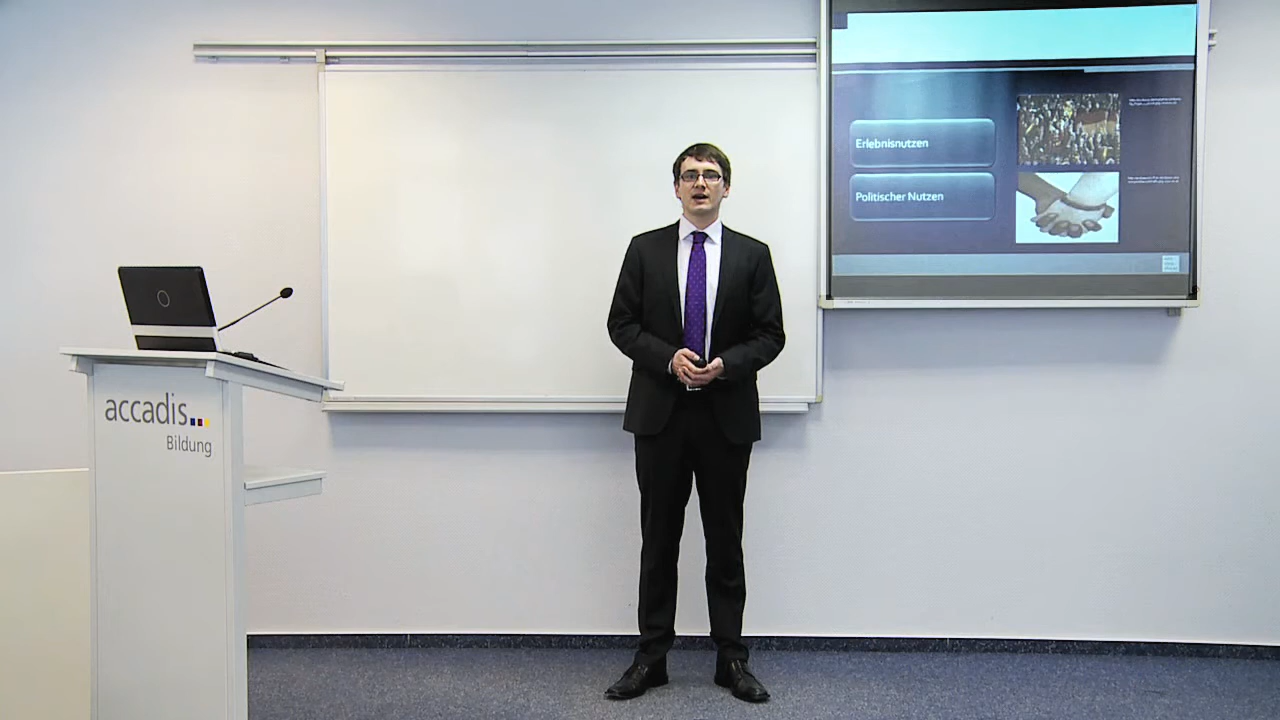 accadis
Bildung
Erlebnisnutzen
Politischer Nutzen